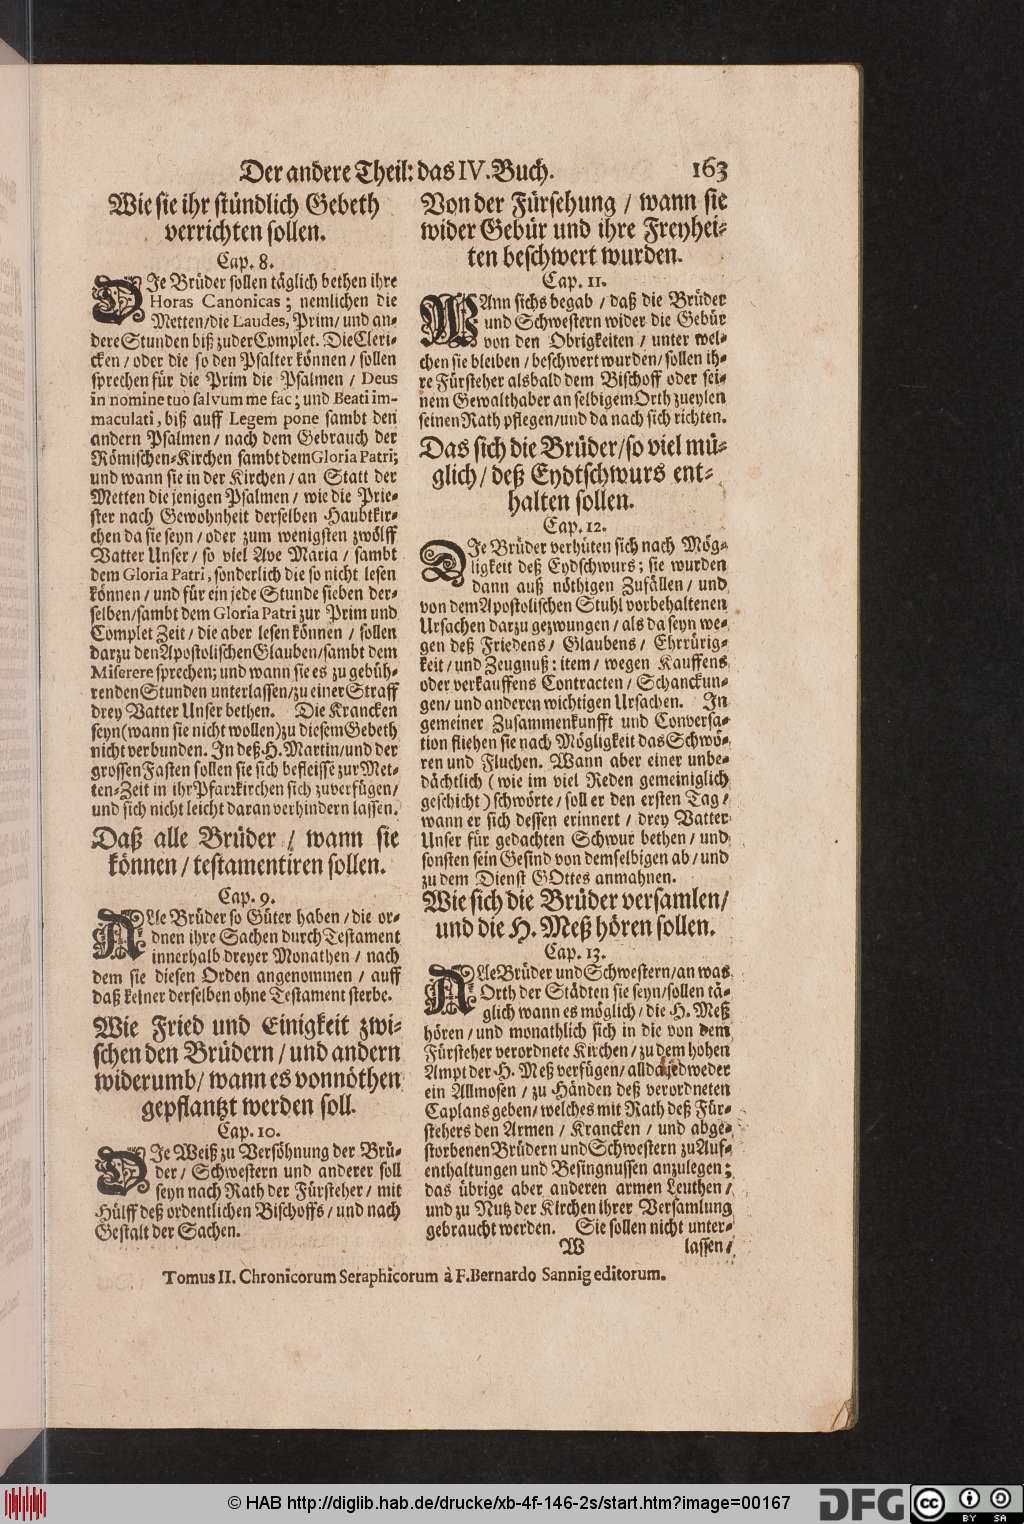 Der andere Theil: das IV. Buch. 163
Wie sie ihr stündlich Gebeth
verrichten sollen.
Cap. 8.
DIe Brüder sollen täglich bethen ihre
Horas Canonicas; nemlichen die
Metten/die Laudes, Prim/und an-
dere Stunden biß zu der Complet. Die Cleri-
cken/oder die so den Psalter können/sollen
sprechen für die Prim die Psalmen/ Deus
in nomine tuo salvum me fac; und Beati im-
maculati, biß auff Legem pone sambt den
andern Psalmen/ nach dem Gebrauch der
Römischen-Kirchen sambt dem Gloria Patri;
und wann sie in der Kirchen/an Statt der
Metten die jenigen Psalmen/wie die Prie-
ster nach Gewohnheit derselben Haubtkir-
chen da sie seyn/oder zum wenigsten zwölff
Vatter Unser/ so viel Ave Maria/ sambt
dem Gloria Patri, sonderlich die so nicht lesen
können/und für ein jede Stunde sieben der-
selben/sambt dem Gloria Patri zur Prim und
Complet Zeit/die aber lesen können/ sollen
darzu den Apostolischen Glauben/sambt dem
Miserere sprechen; und wann sie es zu gebüh-
renden Stunden unterlassen/zu einer Straff
drey Vatter Unser bethen. Die Krancken
seyn (wann sie nicht wollen) zu diesem Gebeth
nicht verbunden. In deß H. Martin/und der
grossen Fasten sollen sie sich befleisse zur Met-
ten-Zeit in ihr Pfarrkirchen sich zuverfügen/
und sich nicht leicht daran verhindern lassen.
Daß alle Brüder/ wann sie
können/testamentiren sollen.
Cap. 9.
ALle Brüder so Güter haben/die or-
dnen ihre Sachen durch Testament
innerhalb dreyer Monathen/ nach
dem sie diesen Orden angenommen/ auff
daß keiner derselben ohne Testament sterbe.
Wie Fried und Einigkeit zwi-
schen den Brüdern/und andern
widerumb/wann es vonnöthen
gepflantzt werden soll.
Cap. 10.
DIe Weiß zu Versöhnung der Brü-
der/ Schwestern und anderer soll
seyn nach Rath der Fürsteher/ mit
Hülff deß ordentlichen Bischoffs/und nach
Gestalt der Sachen.
Von der Fürsehung/wann sie
wider Gebür und ihre Freyhei-
ten beschwert wurden.
Cap. 11.
WAnn sichs begab/daß die Brüder
und Schwestern wider die Gebür
von den Obrigkeiten/ unter wel-
chen sie bleiben/beschwert wurden/sollen ih-
re Fürsteher alsbald dem Bischoff oder sei-
nem Gewalthaber an selbigem Orth zueylen
seinen Rath pflegen/und da nach sich richten.
Das sich die Brüder/so viel mü-
glich/deß Eydtschwurs ent-
halten sollen.
Cap. 12.
DIe Brüder verhüten sich nach Mög-
ligkeit deß Eydschwurs; sie wurden
dann auß nöthigen Zufällen/ und
von dem Apostolischen Stuhl vorbehaltenen
Ursachen darzu gezwungen/als da seyn we-
gen deß Friedens/ Glaubens/ Ehrrürig-
keit/und Zeugnuß: item/wegen Kauffens
oder verkauffens Contracten/ Schanckun-
gen/und anderen wichtigen Ursachen. In
gemeiner Zusammenkunfft und Conversa-
tion fliehen sie nach Mögligkeit das Schwö-
ren und Fluchen. Wann aber einer unbe-
dächtlich (wie im viel Reden gemeiniglich
geschicht) schwörte/soll er den ersten Tag/
wann er sich dessen erinnert/ drey Vatter
Unser für gedachten Schwur bethen/ und
sonsten sein Gesind von demselbigen ab/und
zu dem Dienst GOttes anmahnen.
Wie sich die Brüder versamlen/
und die H. Meß hören sollen.
Cap. 13.
ALle Brüder und Schwestern/an was
Orth der Städten sie seyn/sollen tä-
glich wann es möglich/die H. Meß
hören/und monathlich sich in die von dem
Fürsteher verordnete Kirchen/zu dem hohen
Ampt der H. Meß verfügen/allda jedweder
ein Allmosen/ zu Händen deß verordneten
Caplans geben/welches mit Rath deß Für-
stehers den Armen/ Krancken/ und abge-
storbenen Brüdern und Schwestern zu Auf-
enthaltungen und Besingnussen anzulegen;
das übrige aber anderen armen Leuthen/
und zu Nutz der Kirchen ihrer Versamlung
gebraucht werden. Sie sollen nicht unter-
W lassen/
Tomus II. Chronicorum Seraphicorum à F. Bernardo Sannig editorum.
© HAB http://diglib.hab.de/drucke/xb-4f-146-2s/start.htm?image=00167
DFG
cc
BY SA